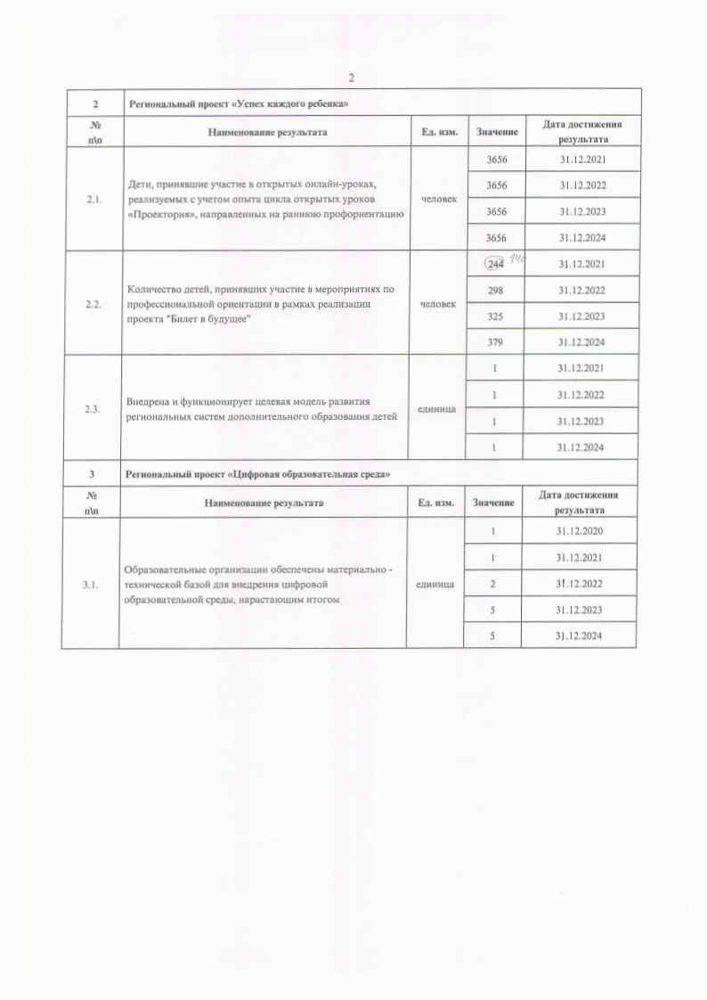 2
2 Региональный проект «Успех каждого ребенка»
№ п\п Наименование результата Ед. изм. Значение Дата достижения результата
2.1. Дети, принявшие участие в открытых онлайн-уроках,
реализуемых с учетом опыта цикла открытых уроков
«Проектория», направленных на раннюю профориентацию
человек
3656 31.12.2021
3656 31.12.2022
3656 31.12.2023
3656 31.12.2024
2.2. Количество детей, принявших участие в мероприятиях по
профессиональной ориентации в рамках реализации
проекта "Билет в будущее"
человек
244 140 31.12.2021
298 31.12.2022
325 31.12.2023
379 31.12.2024
2.3. Внедрена и функционирует целевая модель развития
региональных систем дополнительного образования детей
единица
1 31.12.2021
1 31.12.2022
1 31.12.2023
1 31.12.2024
3 Региональный проект «Цифровая образовательная среда»
№ п\п Наименование результата Ед. изм. Значение Дата достижения результата
3.1. Образовательные организации обеспечены материально -
технической базой для внедрения цифровой
образовательной среды, нарастающим итогом
единица
1 31.12.2020
1 31.12.2021
2 31.12.2022
5 31.12.2023
5 31.12.2024